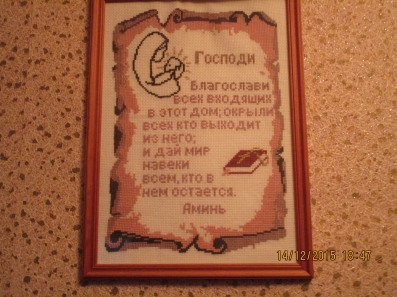 Господи
Благослави
всех входящих
в этот дом; окрыли
всех кто выходит
из него;
и дай мир
навеки
всем, кто в
нем остается.
Аминь
14/12/2015 18:47